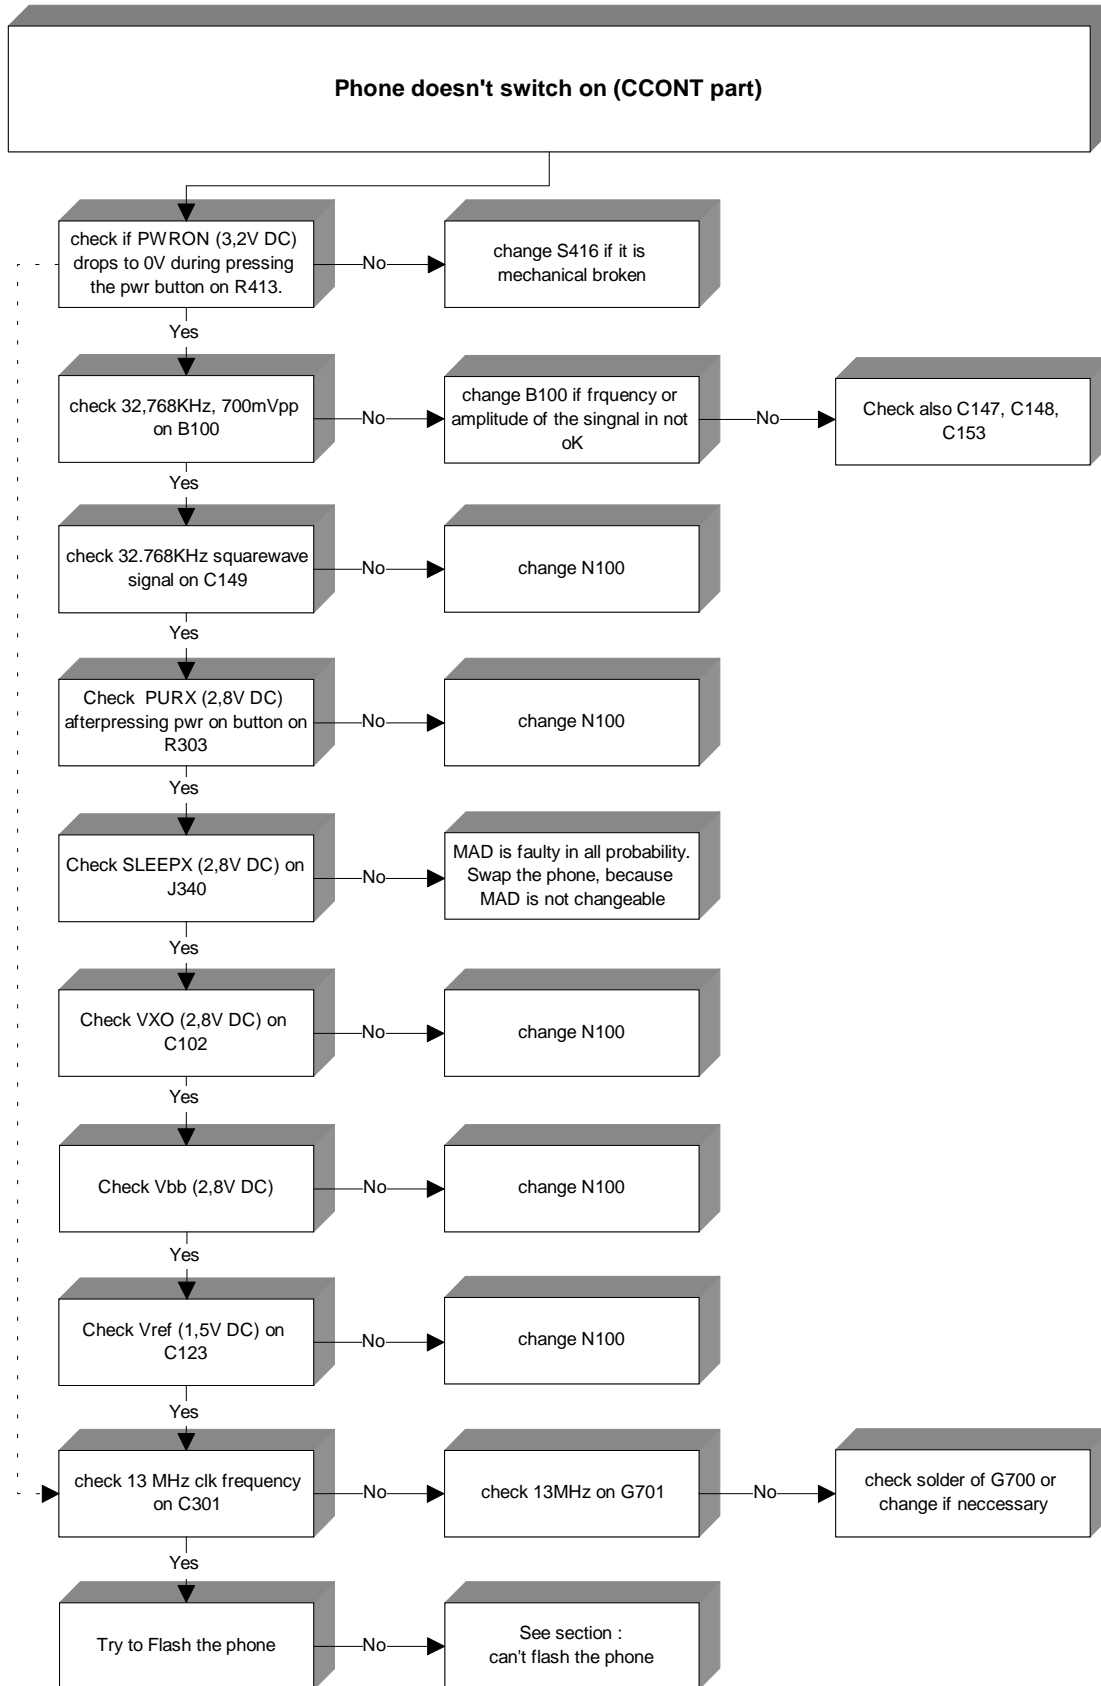 Phone doesn't switch on (CCONT part)
check if PWRON (3,2V DC)
drops to 0V during pressing
the pwr button on R413.
No
change S416 if it is
mechanical broken
Yes
check 32,768KHz, 700mVpp
on B100
No
change B100 if frquency or
amplitude of the singnal in not
oK
No
Check also C147, C148,
C153
Yes
check 32.768KHz squarewave
signal on C149
No
change N100
Yes
Check PURX (2,8V DC)
afterpressing pwr on button on
R303
No
change N100
Yes
Check SLEEPX (2,8V DC) on
J340
No
MAD is faulty in all probability.
Swap the phone, because
MAD is not changeable
Yes
Check VXO (2,8V DC) on
C102
No
change N100
Yes
Check Vbb (2,8V DC)
No
change N100
Yes
Check Vref (1,5V DC) on
C123
No
change N100
Yes
check 13 MHz clk frequency
on C301
No
check 13MHz on G701
No
check solder of G700 or
change if neccessary
Yes
Try to Flash the phone
No
See section :
can't flash the phone